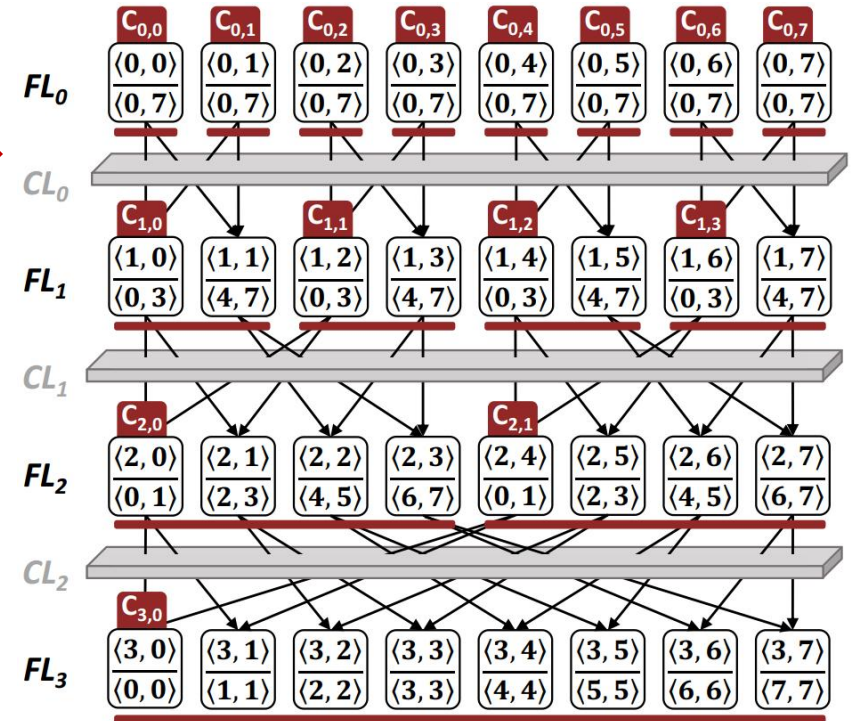 C0,0 C0,1 C0,2 C0,3 C0,4 C0,5 C0,6 C0,7
FL0
⟨0, 0⟩ ⟨0, 1⟩ ⟨0, 2⟩ ⟨0, 3⟩ ⟨0, 4⟩ ⟨0, 5⟩ ⟨0, 6⟩ ⟨0, 7⟩
⟨0, 7⟩ ⟨0, 7⟩ ⟨0, 7⟩ ⟨0, 7⟩ ⟨0, 7⟩ ⟨0, 7⟩ ⟨0, 7⟩ ⟨0, 7⟩
CL0
C1,0 C1,1 C1,2 C1,3
FL1
⟨1, 0⟩ ⟨1, 1⟩ ⟨1, 2⟩ ⟨1, 3⟩ ⟨1, 4⟩ ⟨1, 5⟩ ⟨1, 6⟩ ⟨1, 7⟩
⟨0, 3⟩ ⟨4, 7⟩ ⟨0, 3⟩ ⟨4, 7⟩ ⟨0, 3⟩ ⟨4, 7⟩ ⟨0, 3⟩ ⟨4, 7⟩
CL1
C2,0 C2,1
FL2
⟨2, 0⟩ ⟨2, 1⟩ ⟨2, 2⟩ ⟨2, 3⟩ ⟨2, 4⟩ ⟨2, 5⟩ ⟨2, 6⟩ ⟨2, 7⟩
⟨0, 1⟩ ⟨2, 3⟩ ⟨4, 5⟩ ⟨6, 7⟩ ⟨0, 1⟩ ⟨2, 3⟩ ⟨4, 5⟩ ⟨6, 7⟩
CL2
C3,0
FL3
⟨3, 0⟩ ⟨3, 1⟩ ⟨3, 2⟩ ⟨3, 3⟩ ⟨3, 4⟩ ⟨3, 5⟩ ⟨3, 6⟩ ⟨3, 7⟩
⟨0, 0⟩ ⟨1, 1⟩ ⟨2, 2⟩ ⟨3, 3⟩ ⟨4, 4⟩ ⟨5, 5⟩ ⟨6, 6⟩ ⟨7, 7⟩